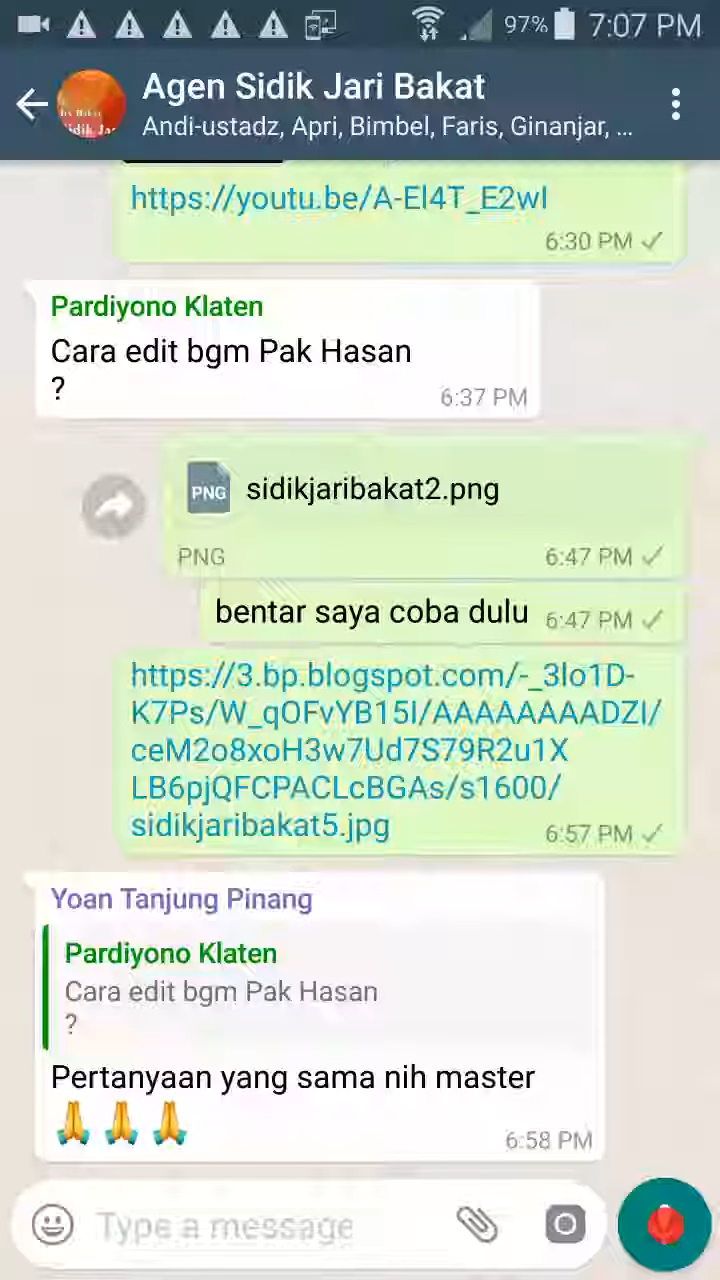 97% 7:07 PM
Agen Sidik Jari Bakat
Andi-ustadz, Apri, Bimbel, Faris, Ginanjar, ...
https://youtu.be/A-El4T_E2wI
6:30 PM
Pardiyono Klaten
Cara edit bgm Pak Hasan
?
6:37 PM
PNG sidikjaribakat2.png
PNG 6:47 PM
bentar saya coba dulu 6:47 PM
https://3.bp.blogspot.com/-_3lo1D-
K7Ps/W_qOFvYB15I/AAAAAAAADZI/
ceM2o8xoH3w7Ud7S79R2u1X
LB6pjQFCPACLcBGAs/s1600/
sidikjaribakat5.jpg 6:57 PM
Yoan Tanjung Pinang
Pardiyono Klaten
Cara edit bgm Pak Hasan
?
Pertanyaan yang sama nih master
🙏 🙏 🙏
6:58 PM
Type a message